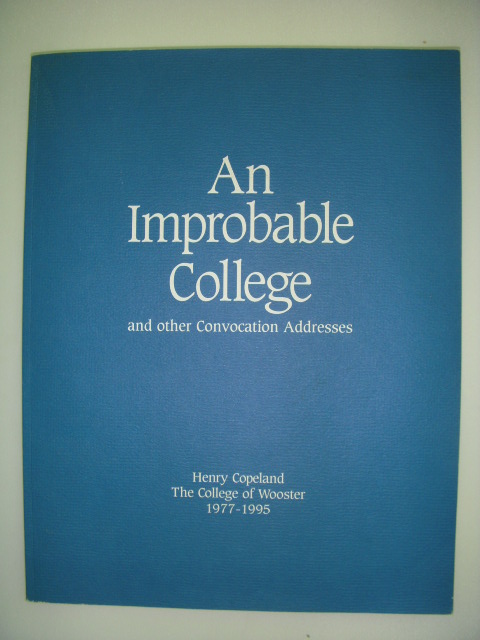 An
Improbable
College
and other Convocation Addresses
Henry Copeland
The College of Wooster
1977-1995